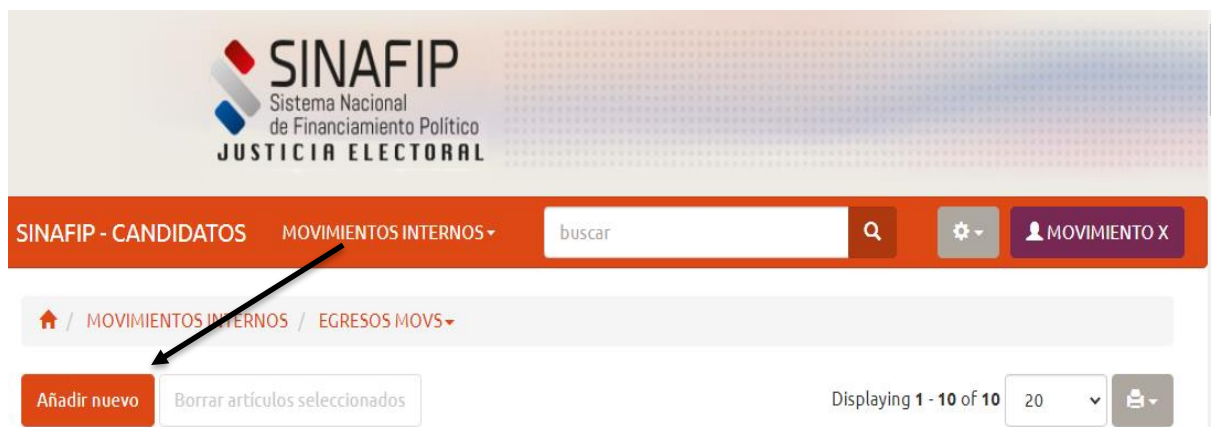 SINAFIP
Sistema Nacional
de Financiamiento Político
JUSTICIA ELECTORAL
SINAFIP - CANDIDATOS MOVIMIENTOS INTERNOS buscar MOVIMIENTO X
/ MOVIMIENTOS INTERNOS / EGRESOS MOVS
Añadir nuevo Borrar artículos seleccionados Displaying 1 - 10 of 10 20